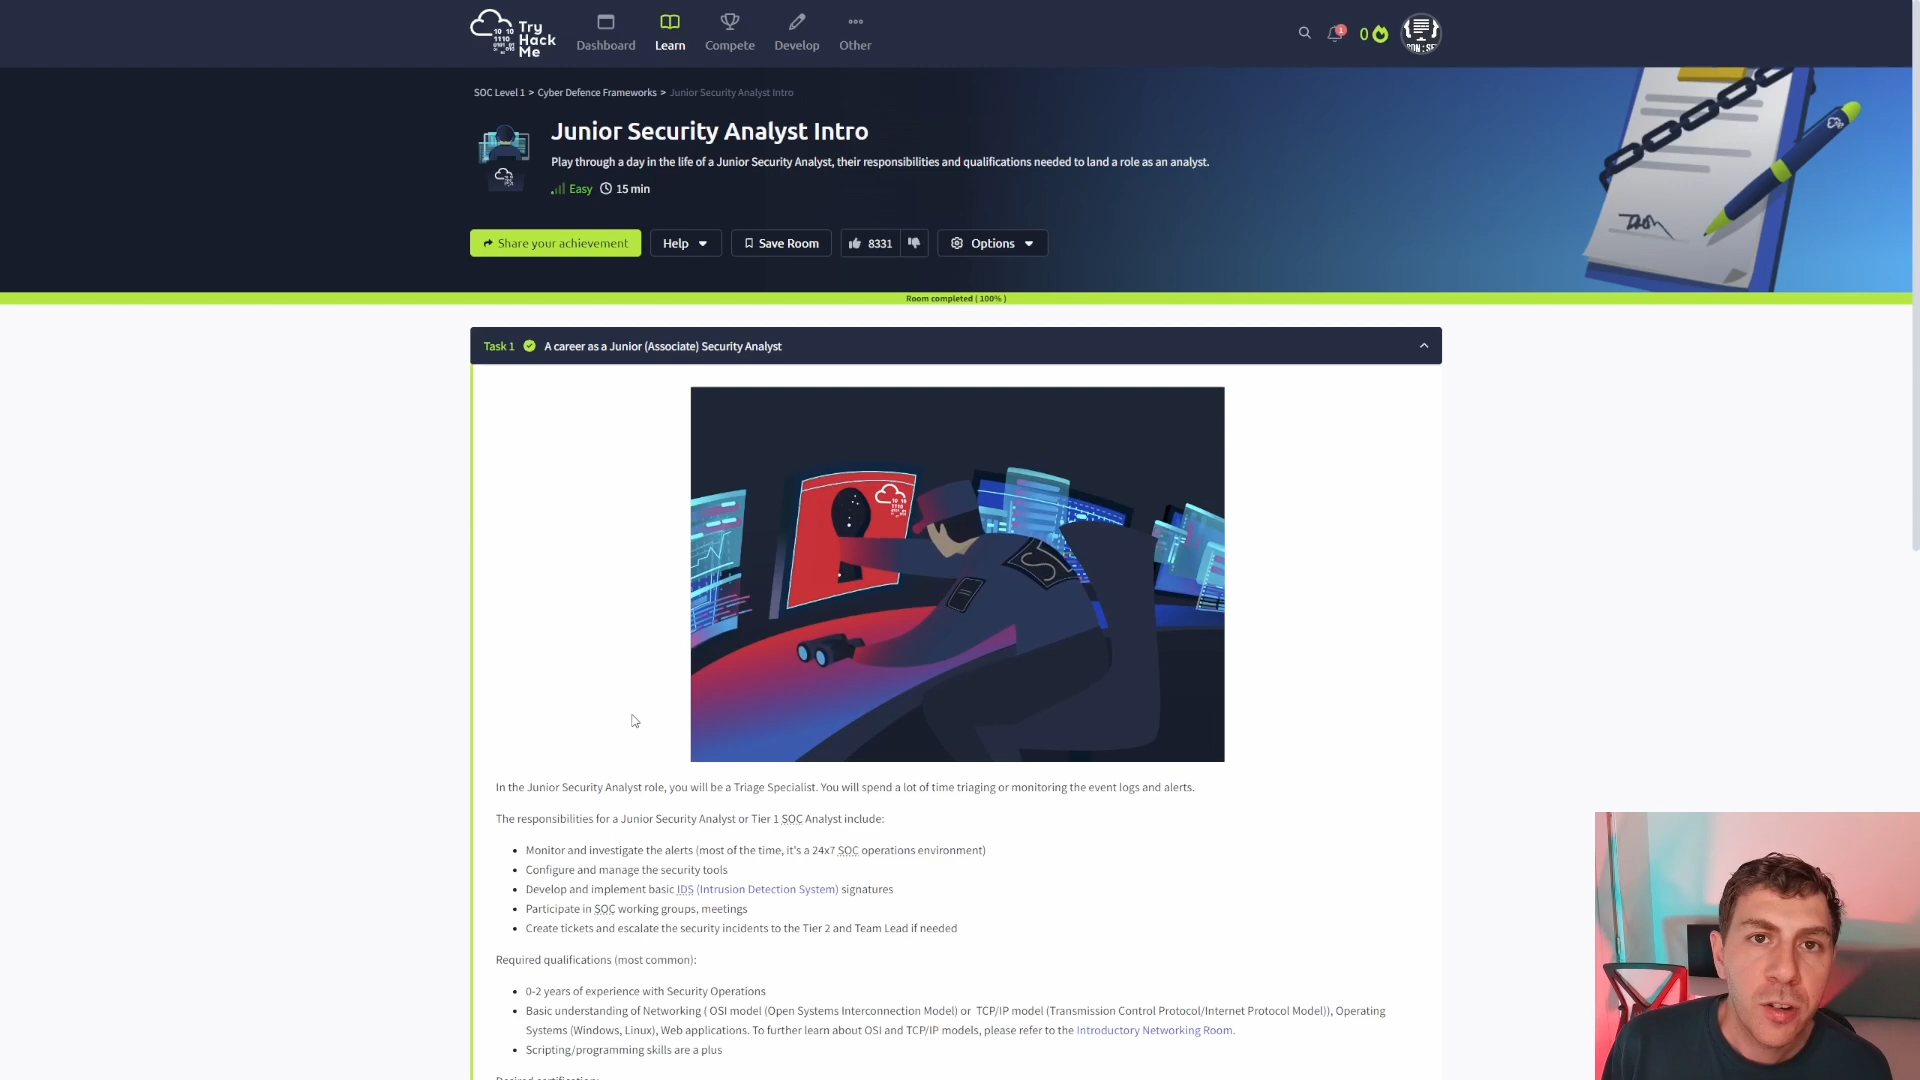 Try
Hack
Me
Dashboard
Learn
Compete
Develop
Other
1
0
SOC Level 1 > Cyber Defence Frameworks > Junior Security Analyst Intro
Junior Security Analyst Intro
Play through a day in the life of a Junior Security Analyst, their responsibilities and qualifications needed to land a role as an analyst.
Easy 15 min
Share your achievement
Help
Save Room
8331
Options
Room completed ( 100% )
Task 1 A career as a Junior (Associate) Security Analyst
In the Junior Security Analyst role, you will be a Triage Specialist. You will spend a lot of time triaging or monitoring the event logs and alerts.
The responsibilities for a Junior Security Analyst or Tier 1 SOC Analyst include:
• Monitor and investigate the alerts (most of the time, it's a 24x7 SOC operations environment)
• Configure and manage the security tools
• Develop and implement basic IDS (Intrusion Detection System) signatures
• Participate in SOC working groups, meetings
• Create tickets and escalate the security incidents to the Tier 2 and Team Lead if needed
Required qualifications (most common):
• 0-2 years of experience with Security Operations
• Basic understanding of Networking ( OSI model (Open Systems Interconnection Model) or TCP/IP model (Transmission Control Protocol/Internet Protocol Model)), Operating
Systems (Windows, Linux), Web applications. To further learn about OSI and TCP/IP models, please refer to the Introductory Networking Room.
• Scripting/programming skills are a plus